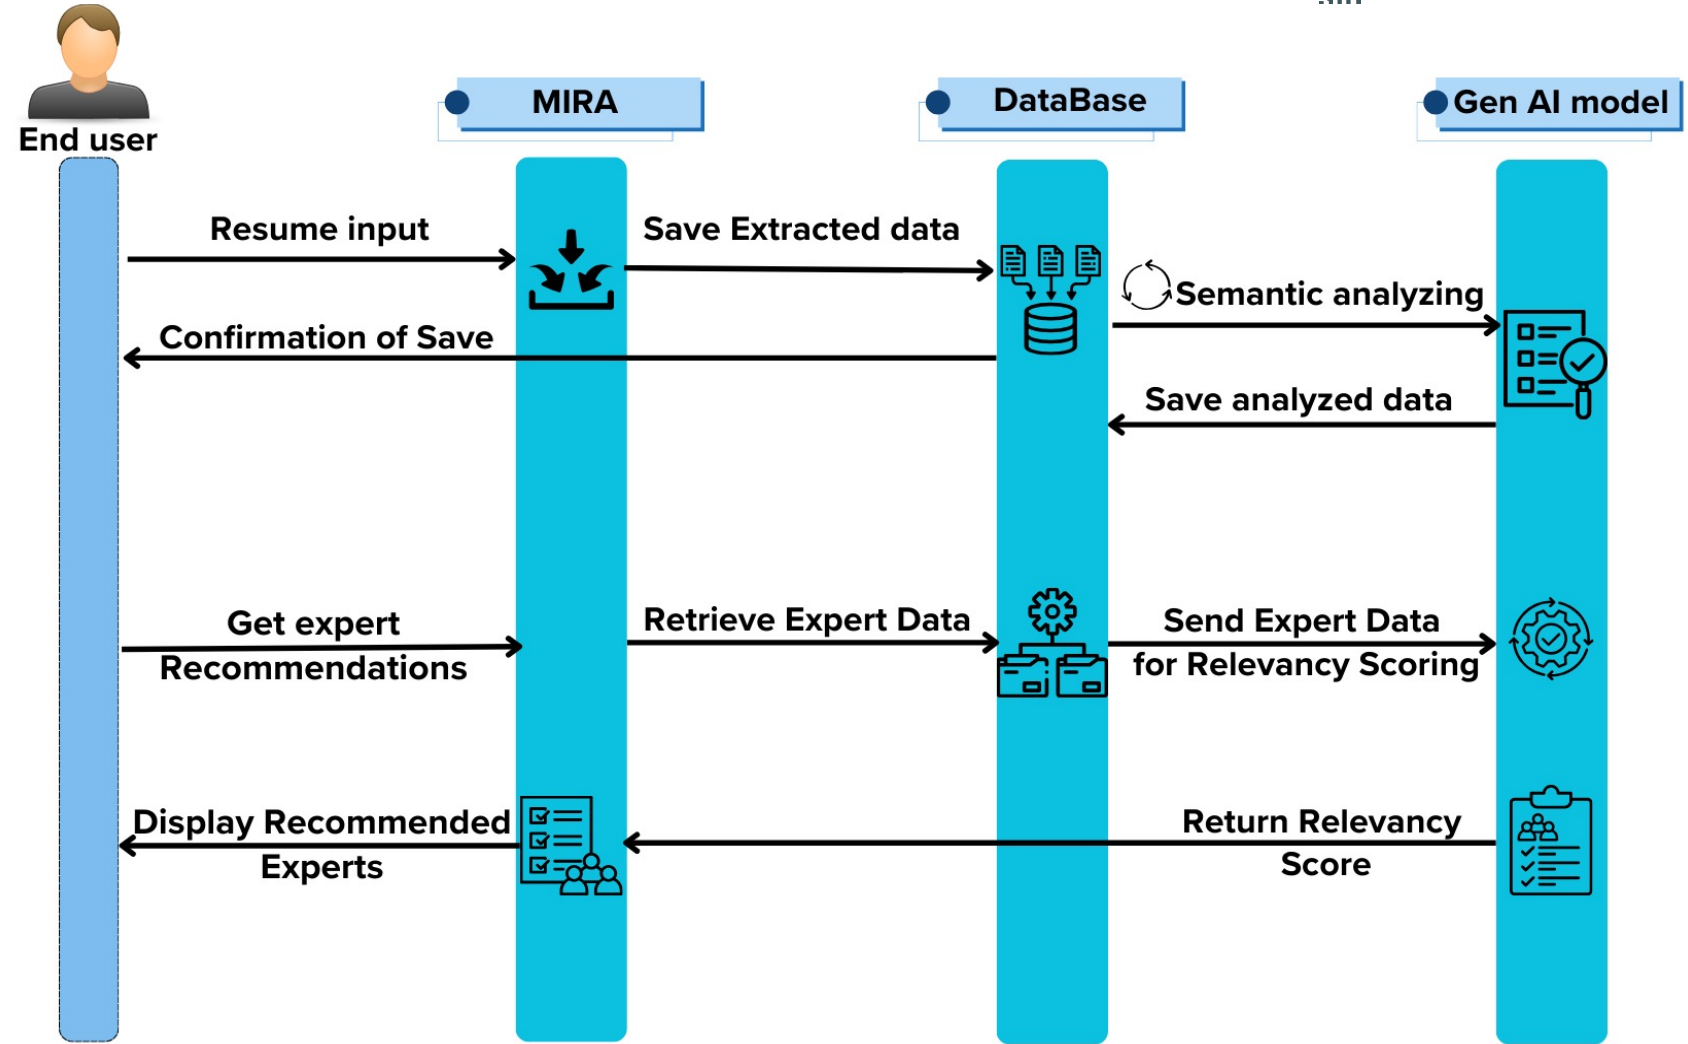 End user
MIRA
DataBase
Gen AI model
Resume input
Save Extracted data
Semantic analyzing
Confirmation of Save
Save analyzed data
Get expert
Recommendations
Retrieve Expert Data
Send Expert Data
for Relevancy Scoring
Display Recommended
Experts
Return Relevancy
Score